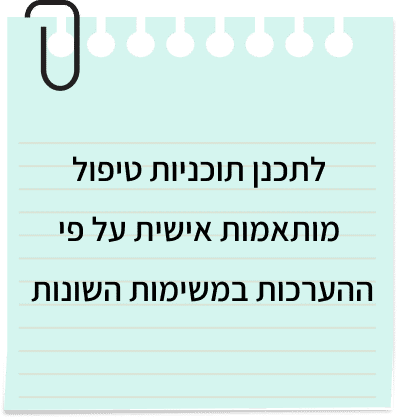 לתכנן תוכניות טיפול
מותאמות אישית על פי
ההערכות במשימות השונות